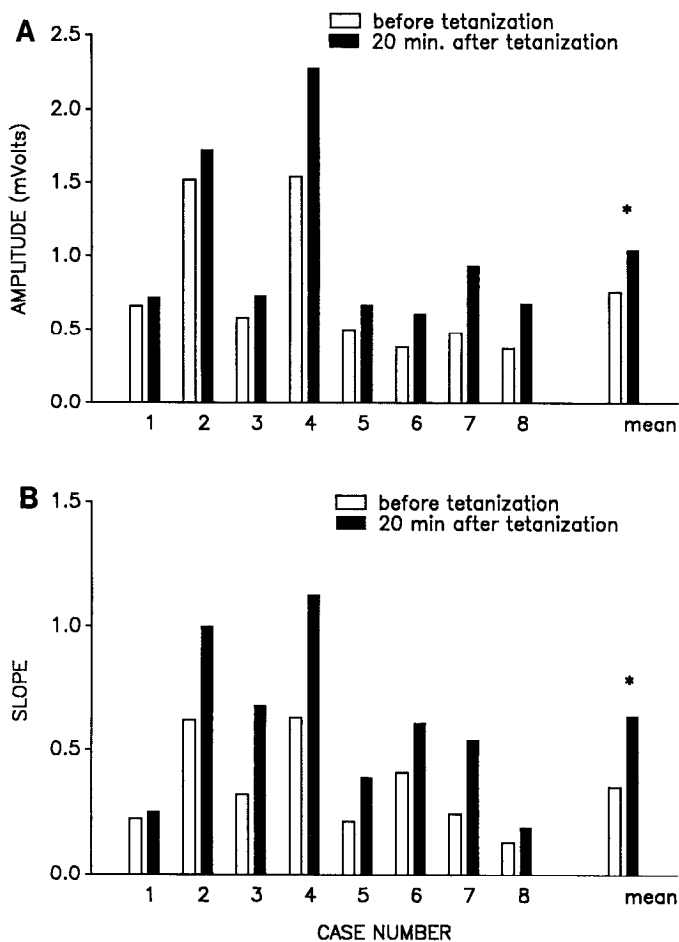 A
before tetanization
20 min. after tetanization
2.5
2.0
1.5
1.0
0.5
0.0
AMPLITUDE (mVolts)
*
1 2 3 4 5 6 7 8 mean
B
before tetanization
20 min after tetanization
1.5
1.0
0.5
0.0
SLOPE
*
1 2 3 4 5 6 7 8 mean
CASE NUMBER